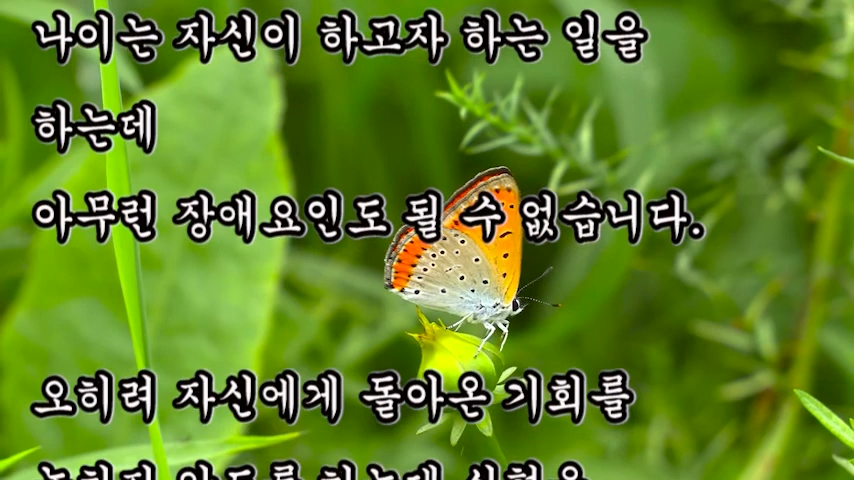 나이는 자신이 하고자 하는 일을
하는데
아무런 장애요인도 될 수 없습니다.
오히려 자신에게 돌아온 기회를